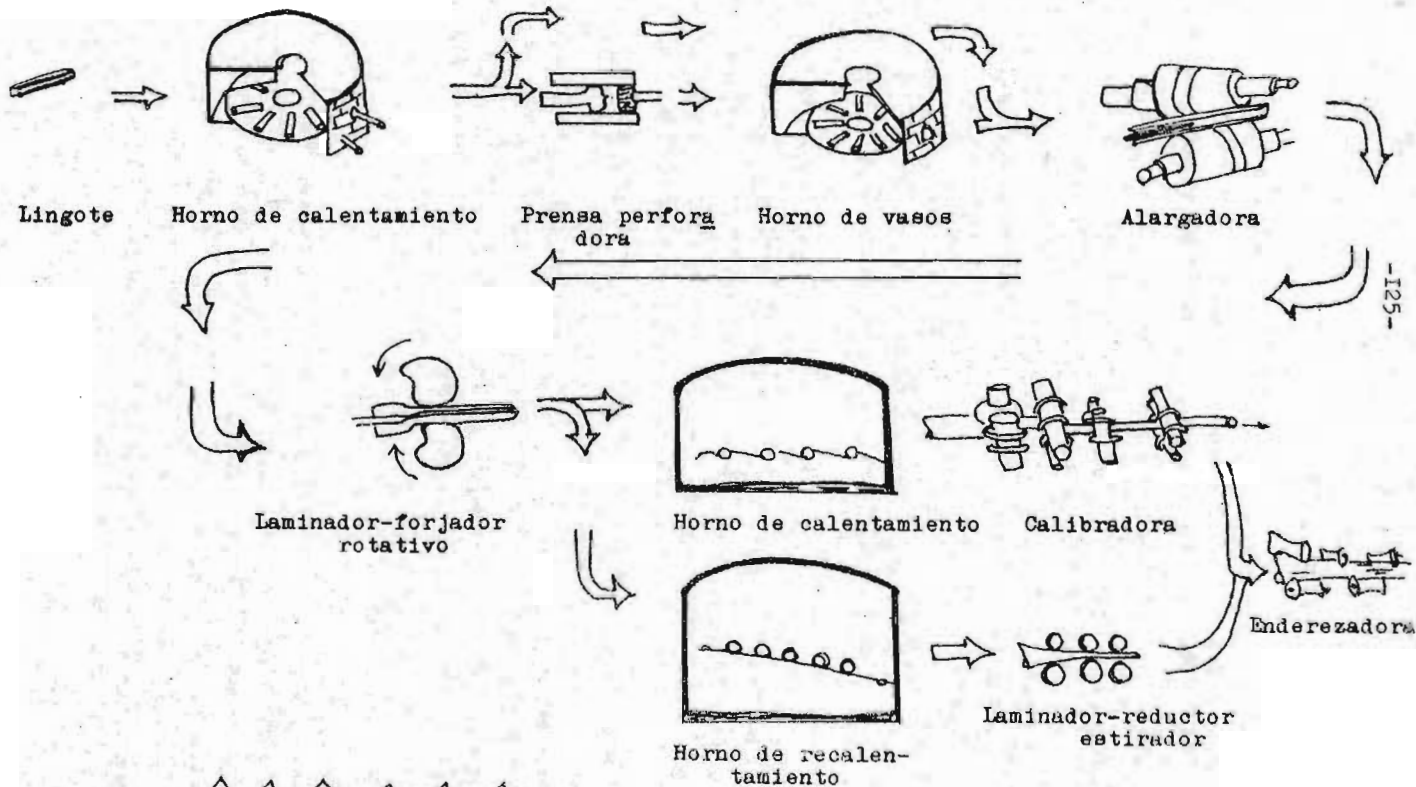 Lingote
Horno de calentamiento
Prensa perfora
dora
Horno de vasos
Alargadora
-I25-
Laminador-forjador
rotativo
Horno de calentamiento
Calibradora
Enderezadora
Horno de recalen-
tamiento
Laminador-reductor
estirador